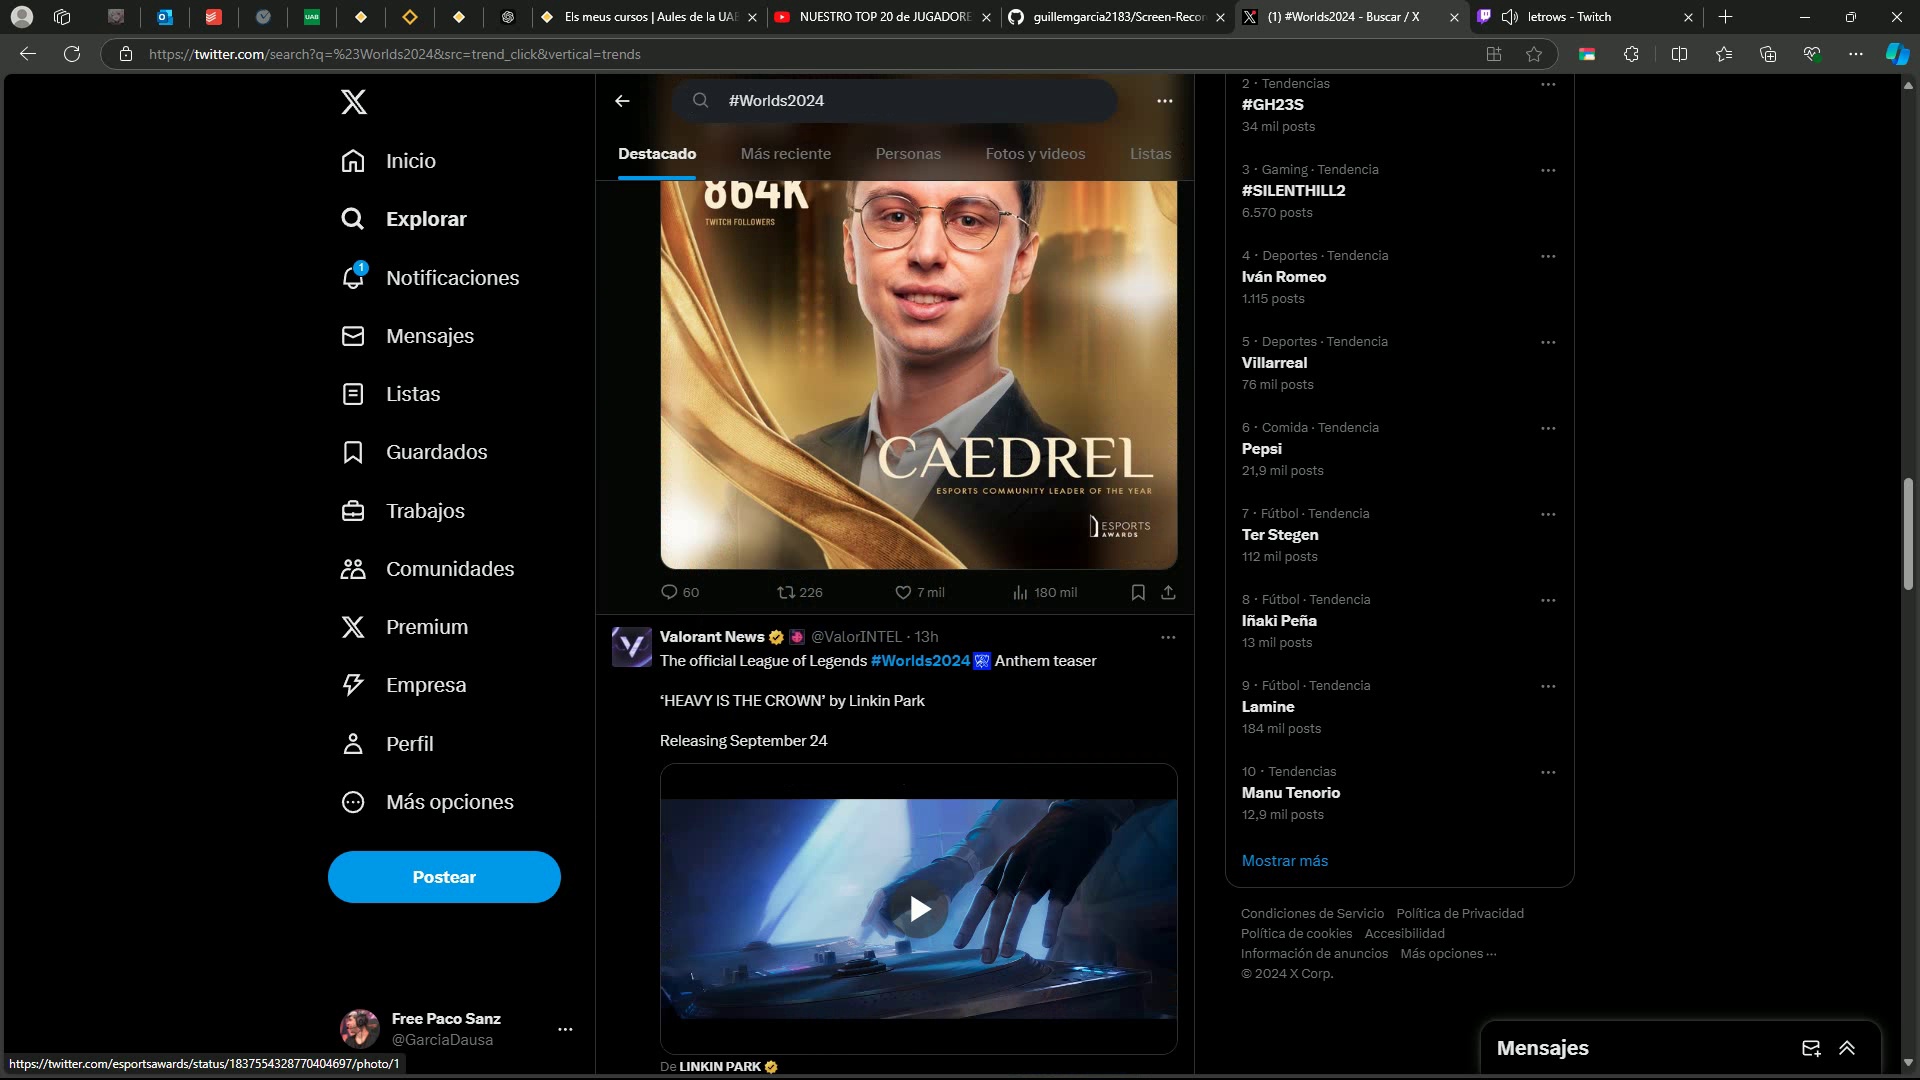 Els meus cursos | Aules de la UAB
NUESTRO TOP 20 de JUGADORE
guillemgarcia2183/Screen-Recor
(1) #Worlds2024 - Buscar / X
letrows - Twitch
https://twitter.com/search?q=%23Worlds2024&src=trend_click&vertical=trends
Inicio
Explorar
1
Notificaciones
Mensajes
Listas
Guardados
Trabajos
Comunidades
Premium
Perfil
Empresa
Más opciones
Postear
Free Paco Sanz
@GarciaDausa
https://twitter.com/esportsawards/status/1837554328770404697/photo/1
#Worlds2024
Destacado
Más reciente
Personas
Fotos y videos
Listas
864K
TWITCH FOLLOWERS
CAEDREL
ESPORTS COMMUNITY LEADER OF THE YEAR
ESPORTS
AWARDS
60
226
7 mil
180 mil
Valorant News @ValorINTEL · 13h
The official League of Legends #Worlds2024 Anthem teaser
‘HEAVY IS THE CROWN’ by Linkin Park
Releasing September 24
De LINKIN PARK
2 · Tendencias
#GH23S
34 mil posts
3 · Gaming · Tendencia
#SILENTHILL2
6.570 posts
4 · Deportes · Tendencia
Iván Romeo
1.115 posts
5 · Deportes · Tendencia
Villarreal
76 mil posts
6 · Comida · Tendencia
Pepsi
21,9 mil posts
7 · Fútbol · Tendencia
Ter Stegen
112 mil posts
8 · Fútbol · Tendencia
Iñaki Peña
13 mil posts
9 · Fútbol · Tendencia
Lamine
184 mil posts
10 · Tendencias
Manu Tenorio
12,9 mil posts
Mostrar más
Condiciones de Servicio Política de Privacidad
Política de cookies Accesibilidad
Información de anuncios Más opciones ···
© 2024 X Corp.
Mensajes